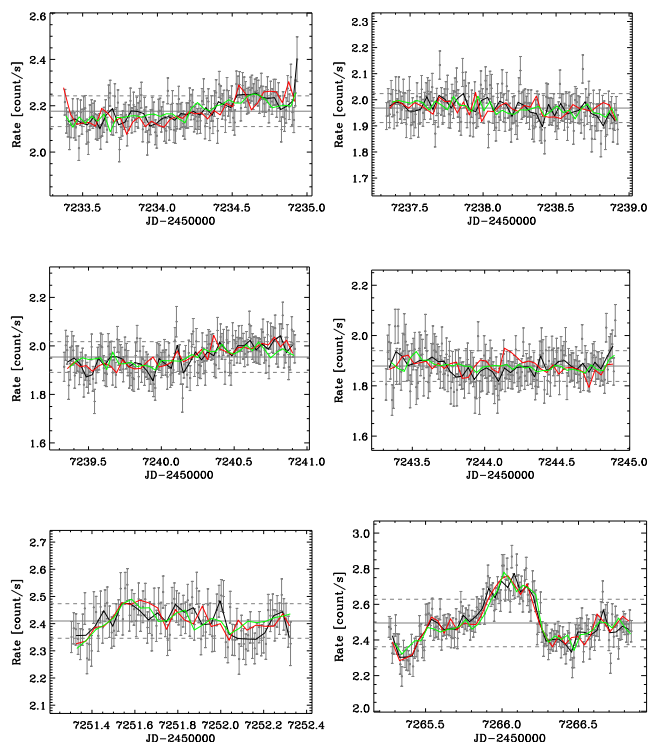 2.6
2.4
2.2
2.0
Rate [count/s]
7233.5 7234.0 7234.5 7235.0
JD-2450000
2.3
2.2
2.1
2.0
1.9
1.8
1.7
Rate [count/s]
7237.5 7238.0 7238.5 7239.0
JD-2450000
2.2
2.0
1.8
1.6
Rate [count/s]
7239.5 7240.0 7240.5 7241.0
JD-2450000
2.2
2.0
1.8
1.6
Rate [count/s]
7243.5 7244.0 7244.5 7245.0
JD-2450000
2.7
2.6
2.5
2.4
2.3
2.2
2.1
Rate [count/s]
7251.4 7251.6 7251.8 7252.0 7252.2 7252.4
JD-2450000
3.0
2.8
2.6
2.4
2.2
2.0
Rate [count/s]
7265.5 7266.0 7266.5
JD-2450000